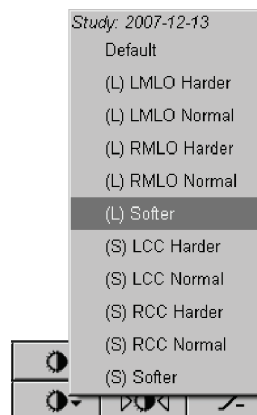 Study: 2007-12-13
Default
(L) LMLO Harder
(L) LMLO Normal
(L) RMLO Harder
(L) RMLO Normal
(L) Softer
(S) LCC Harder
(S) LCC Normal
(S) RCC Harder
(S) RCC Normal
(S) Softer